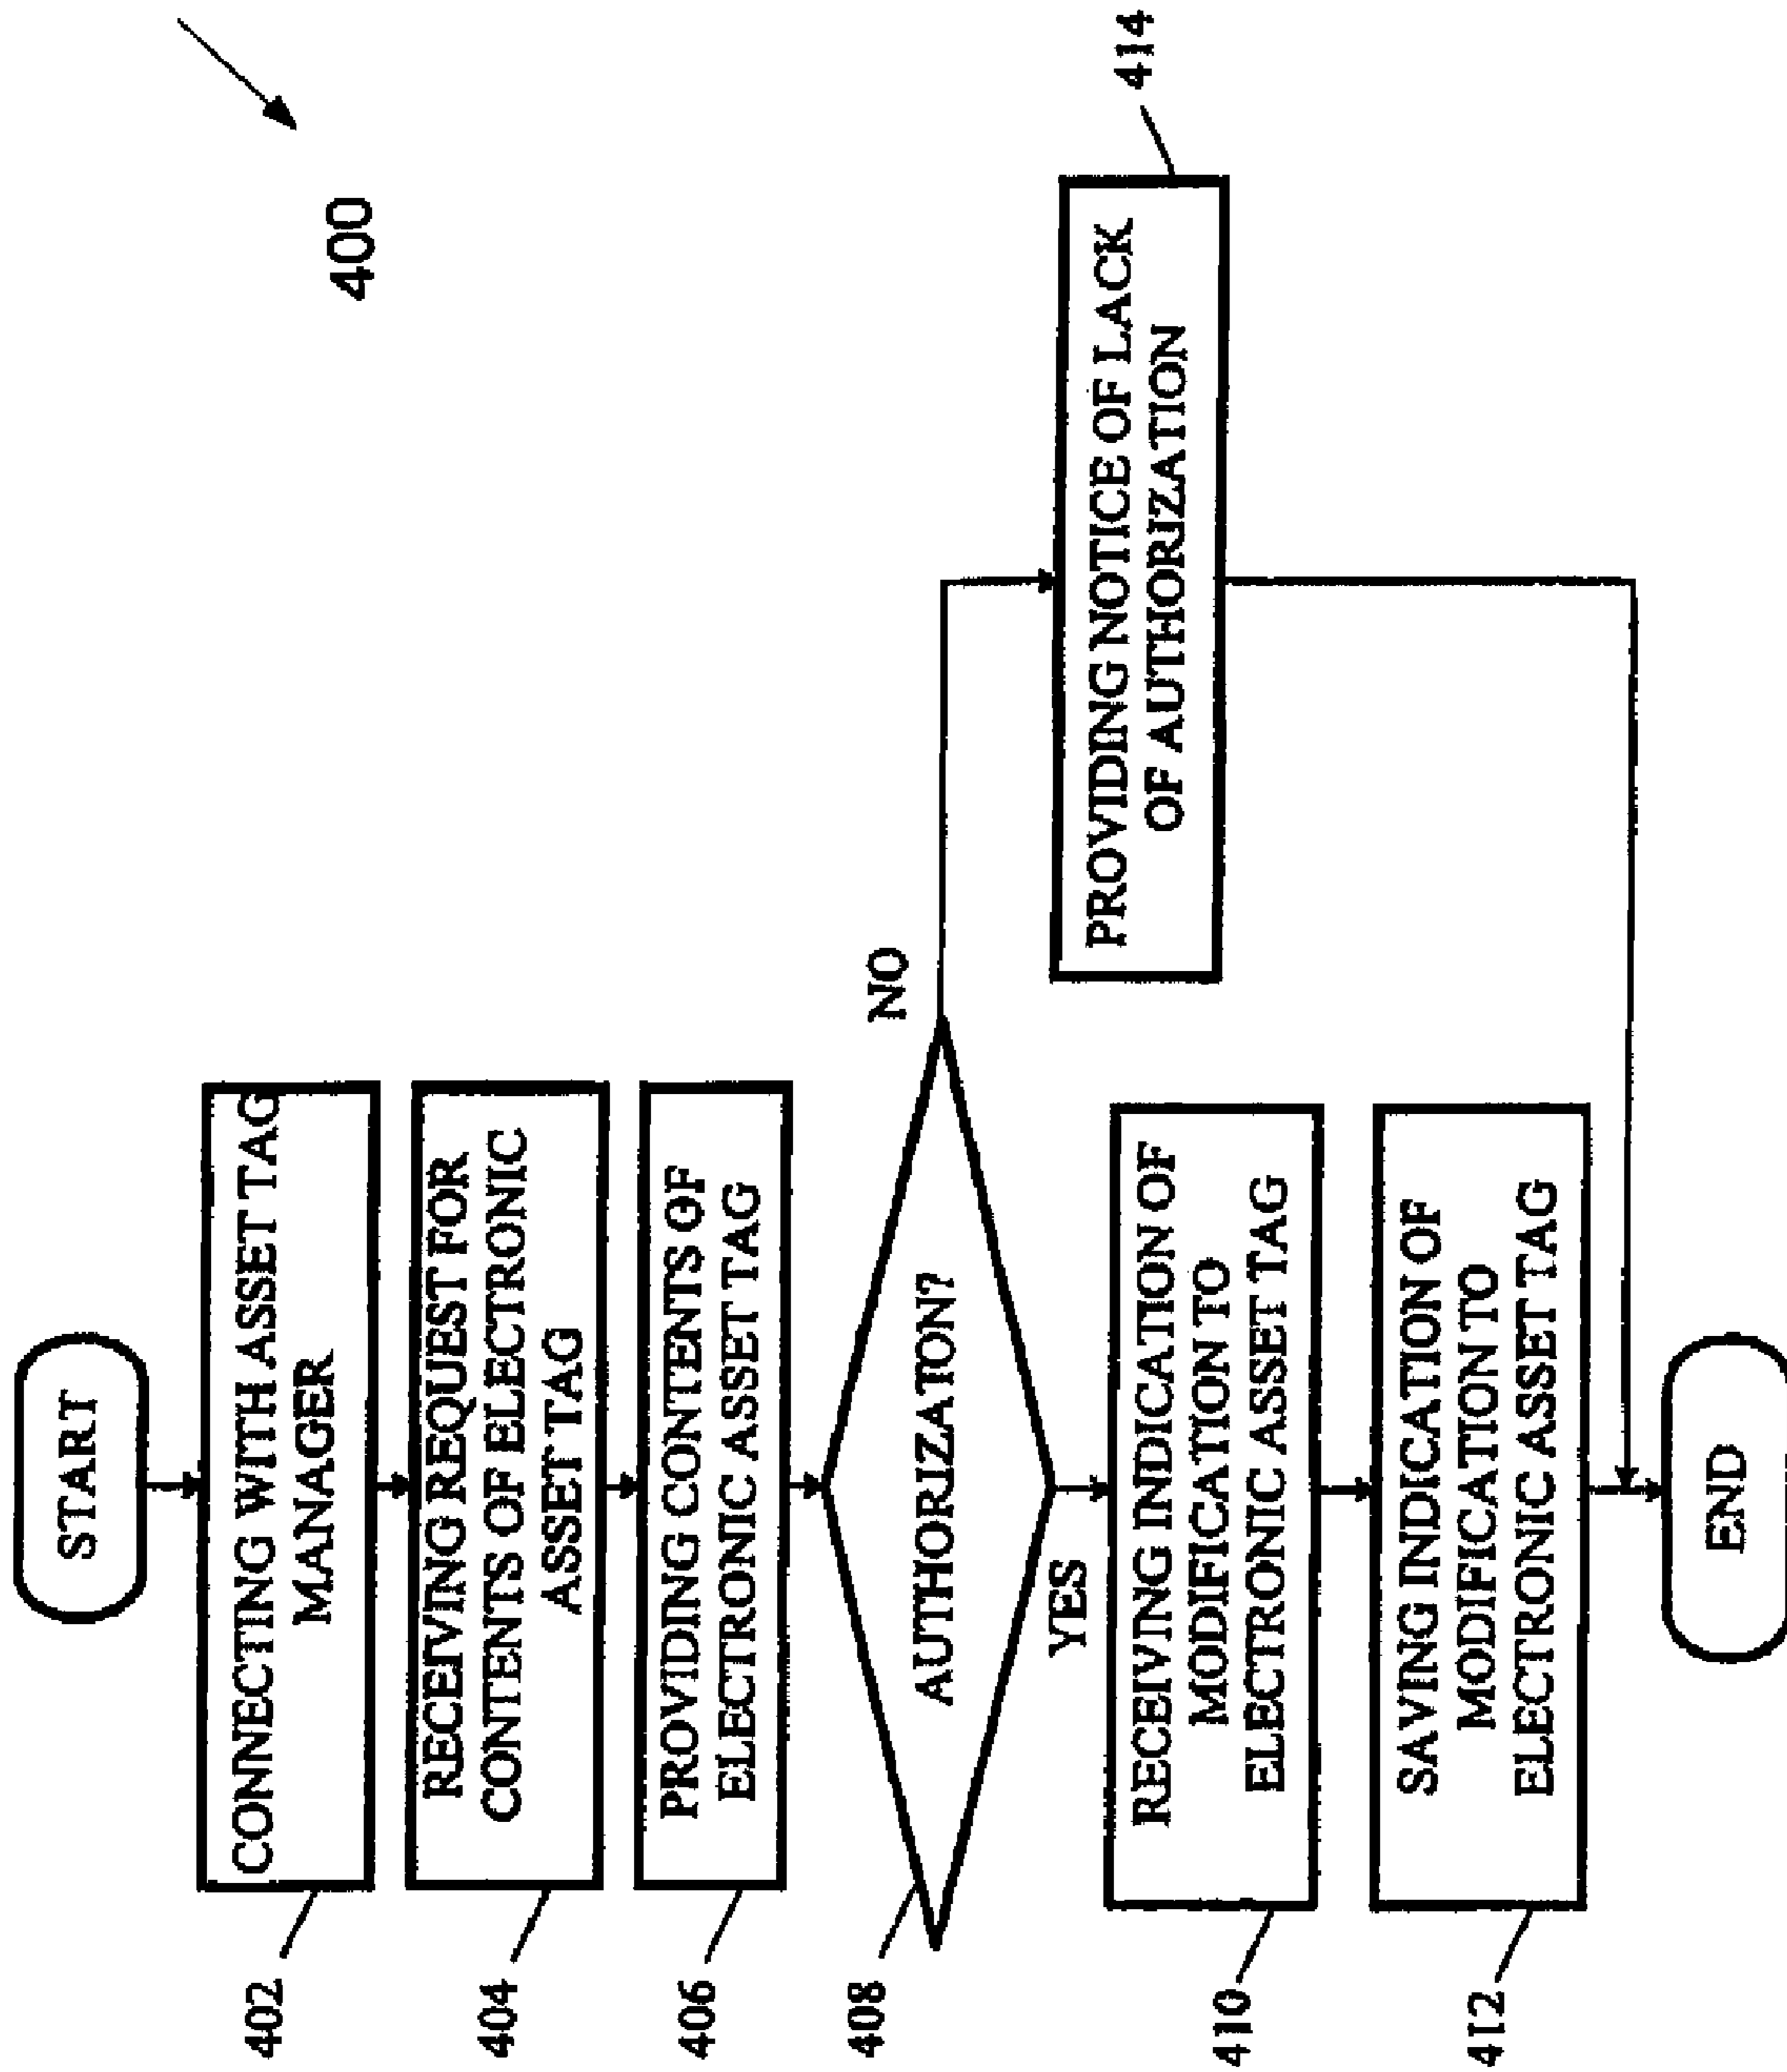 400
START
402
CONNECTING WITH ASSET TAG
MANAGER
404
RECEIVING REQUEST FOR
CONTENTS OF ELECTRONIC
ASSET TAG
406
PROVIDING CONTENTS OF
ELECTRONIC ASSET TAG
408
AUTHORIZATON?
NO
YES
414
PROVIDING NOTICE OF LACK
OF AUTHORIZATION
410
RECEIVING INDICATION OF
MODIFICATION TO
ELECTRONIC ASSET TAG
412
SAVING INDICATION OF
MODIFICATION TO
ELECTRONIC ASSET TAG
END